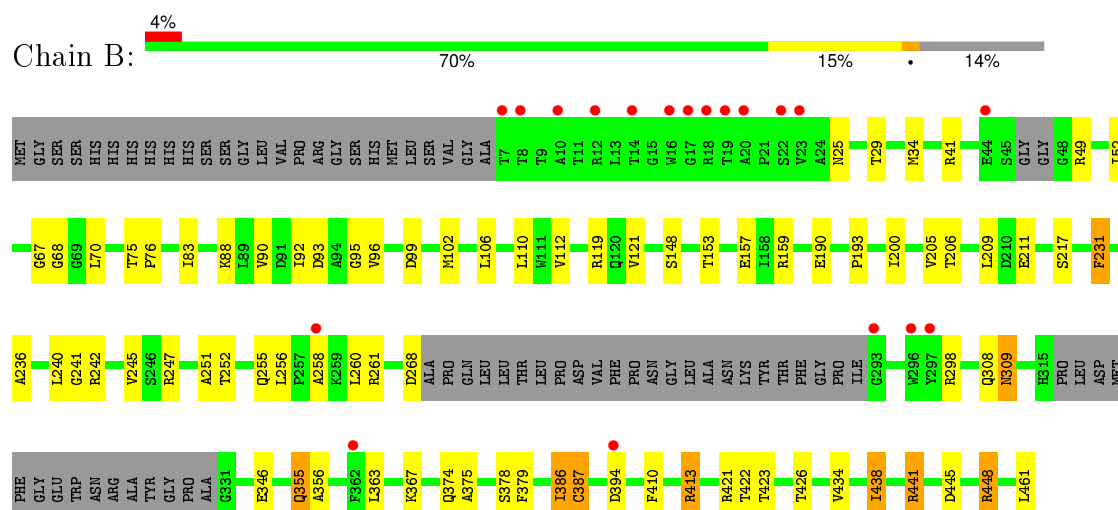 4%
Chain B:
70% 15% • 14%
MET GLY SER SER HIS HIS HIS HIS HIS HIS SER SER GLY LEU VAL PRO ARG GLY SER HIS MET LEU SER VAL GLY ALA T7 T8 T9 A10 T11 R12 L13 T14 G15 W16 G17 R18 T19 A20 P21 S22 V23 A24 N25 T29 M34 R41 E44 S45 GLY GLY G48 R49 I52
G67 G68 G69 L70 T75 P76 I83 K88 L89 V90 D91 I92 D93 A94 G95 V96 D99 M102 L106 L110 W111 V112 R119 Q120 V121 S148 T153 E157 I158 R159 E190 P193 I200 V205 T206 L209 D210 E211 S217 F231
A236 L240 G241 R242 V245 S246 R247 A251 T252 Q255 L256 P257 A258 K259 L260 R261 D268 ALA PRO GLN LEU LEU THR LEU PRO ASP VAL PHE PRO ASN GLY LEU ALA ASN LYS TYR THR PHE GLY PRO ILE G293 W296 Y297 R298 Q308 N309 H315 PRO LEU ASP MET
PHE GLY GLU TRP ASN ARG ALA TYR GLY PRO ALA G331 E346 Q355 A356 F362 L363 K367 Q374 A375 S378 F379 I386 C387 D394 F410 R413 R421 T422 T423 T426 V434 I438 R441 D445 R448 L461